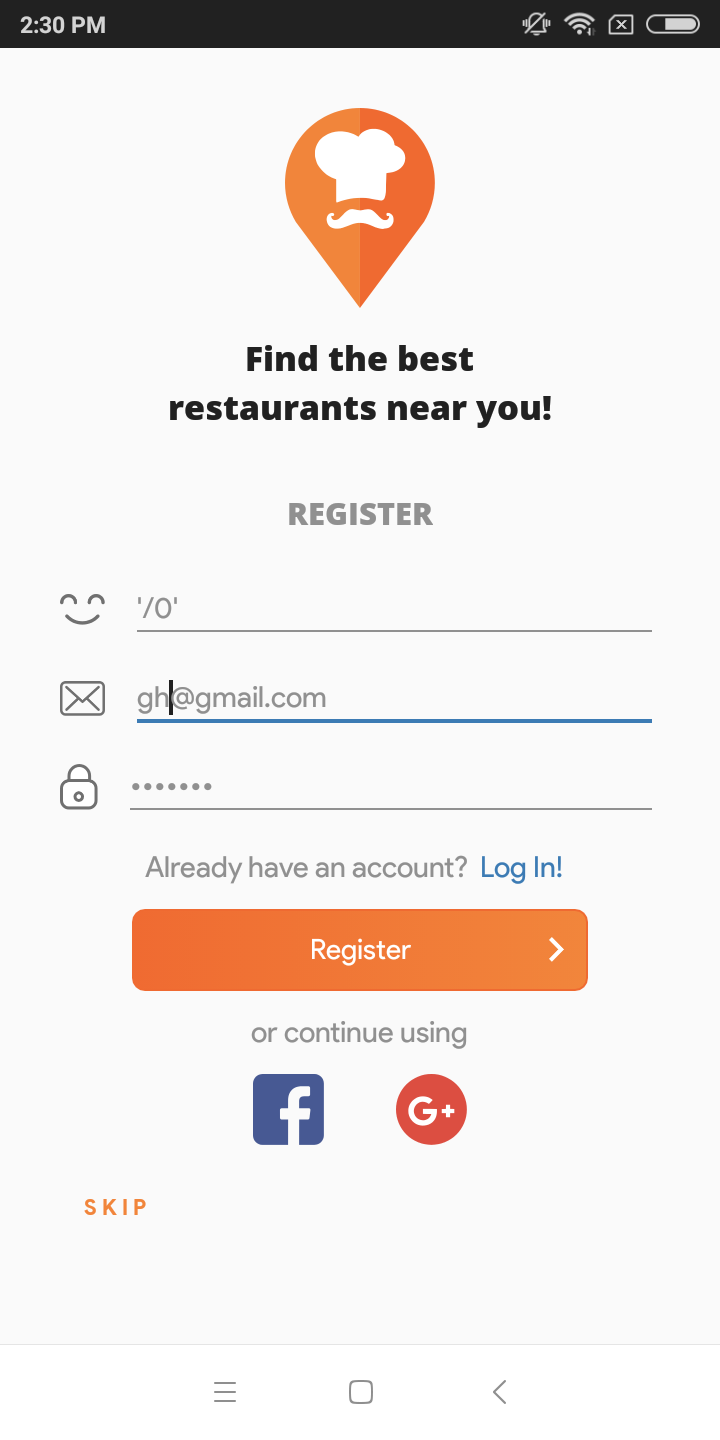 2:30 PM
Find the best
restaurants near you!
REGISTER
'/0'
gh@gmail.com
•••••••
Already have an account? Log In!
Register
or continue using
f
G+
SKIP